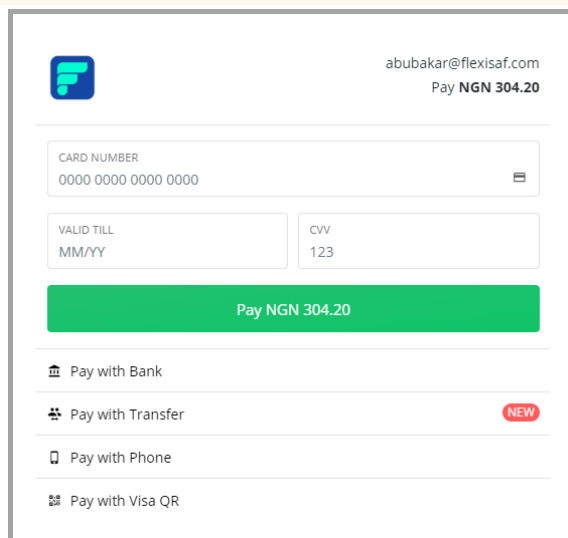 abubakar@flexisaf.com
Pay NGN 304.20
CARD NUMBER
0000 0000 0000 0000
VALID TILL
MM/YY
CVV
123
Pay NGN 304.20
Pay with Bank
Pay with Transfer
NEW
Pay with Phone
Pay with Visa QR